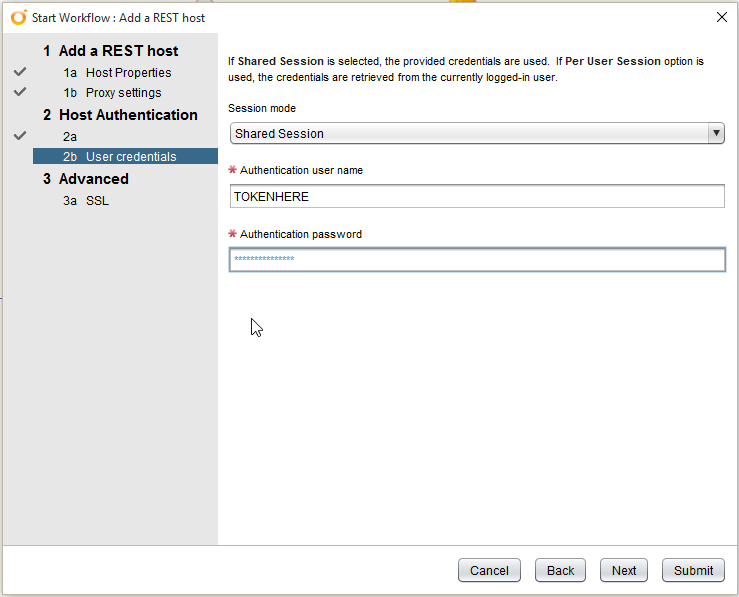 Start Workflow : Add a REST host
1 Add a REST host
1a Host Properties
1b Proxy settings
2 Host Authentication
2a
2b User credentials
3 Advanced
3a SSL
If Shared Session is selected, the provided credentials are used. If Per User Session option is
used, the credentials are retrieved from the currently logged-in user.
Session mode
Shared Session
* Authentication user name
TOKENHERE
* Authentication password
***************
Cancel Back Next Submit